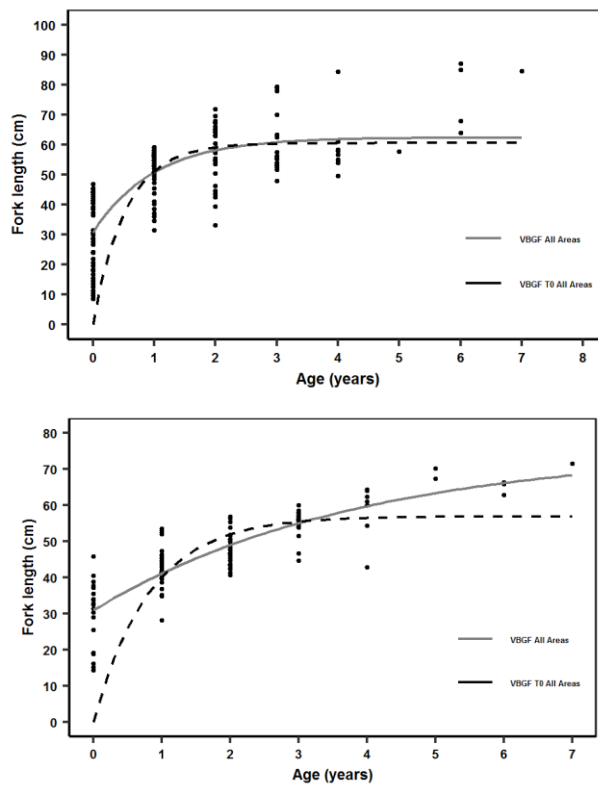 100
90
80
70
60
50
40
30
20
10
0
Fork length (cm)
VBGF All Areas
VBGF T0 All Areas
0 1 2 3 4 5 6 7 8
Age (years)
80
70
60
50
40
30
20
10
0
Fork length (cm)
VBGF All Areas
VBGF T0 All Areas
0 1 2 3 4 5 6 7
Age (years)